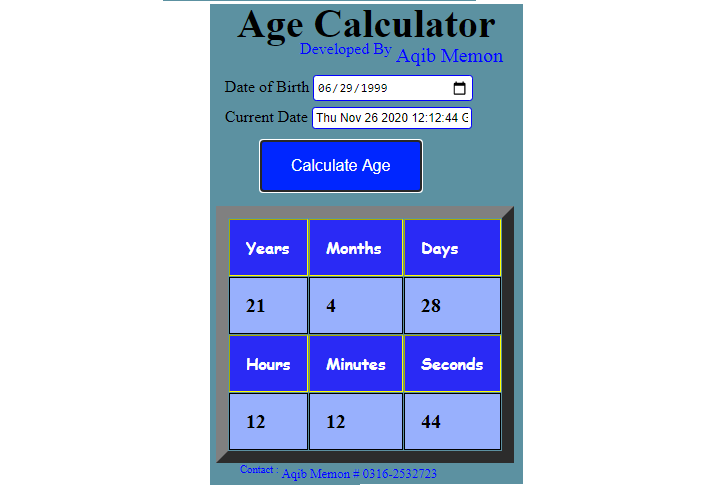 Age Calculator
Developed By Aqib Memon
Date of Birth 06/29/1999
Current Date Thu Nov 26 2020 12:12:44 G
Calculate Age
Years Months Days
21 4 28
Hours Minutes Seconds
12 12 44
Contact : Aqib Memon # 0316-2532723